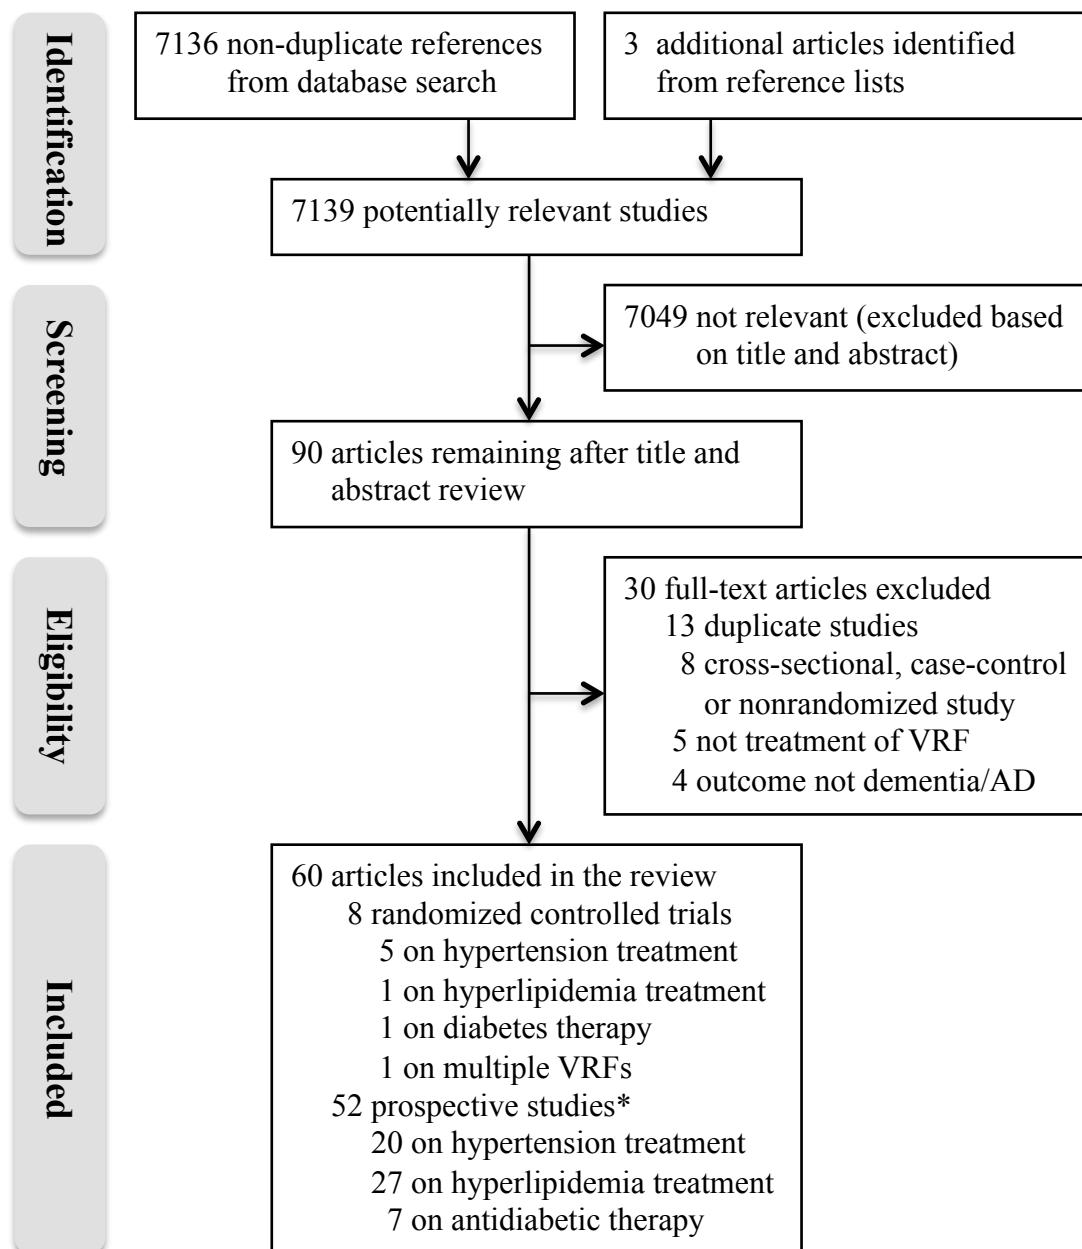 Identification
7136 non-duplicate references
from database search
3 additional articles identified
from reference lists
7139 potentially relevant studies
Screening
7049 not relevant (excluded based
on title and abstract)
90 articles remaining after title and
abstract review
Eligibility
30 full-text articles excluded
13 duplicate studies
8 cross-sectional, case-control
or nonrandomized study
5 not treatment of VRF
4 outcome not dementia/AD
Included
60 articles included in the review
8 randomized controlled trials
5 on hypertension treatment
1 on hyperlipidemia treatment
1 on diabetes therapy
1 on multiple VRFs
52 prospective studies*
20 on hypertension treatment
27 on hyperlipidemia treatment
7 on antidiabetic therapy